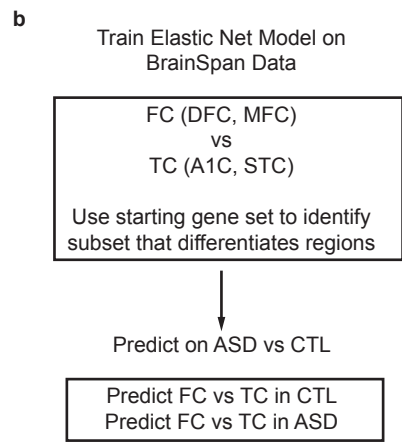 b
Train Elastic Net Model on
BrainSpan Data
FC (DFC, MFC)
vs
TC (A1C, STC)
Use starting gene set to identify
subset that differentiates regions
Predict on ASD vs CTL
Predict FC vs TC in CTL
Predict FC vs TC in ASD